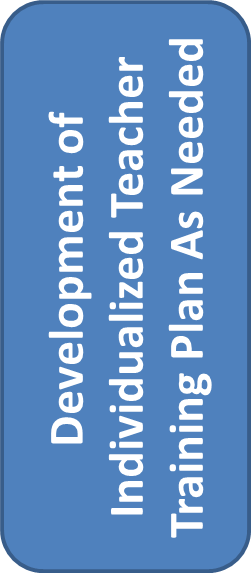 Development of
Individualized Teacher
Training Plan As Needed